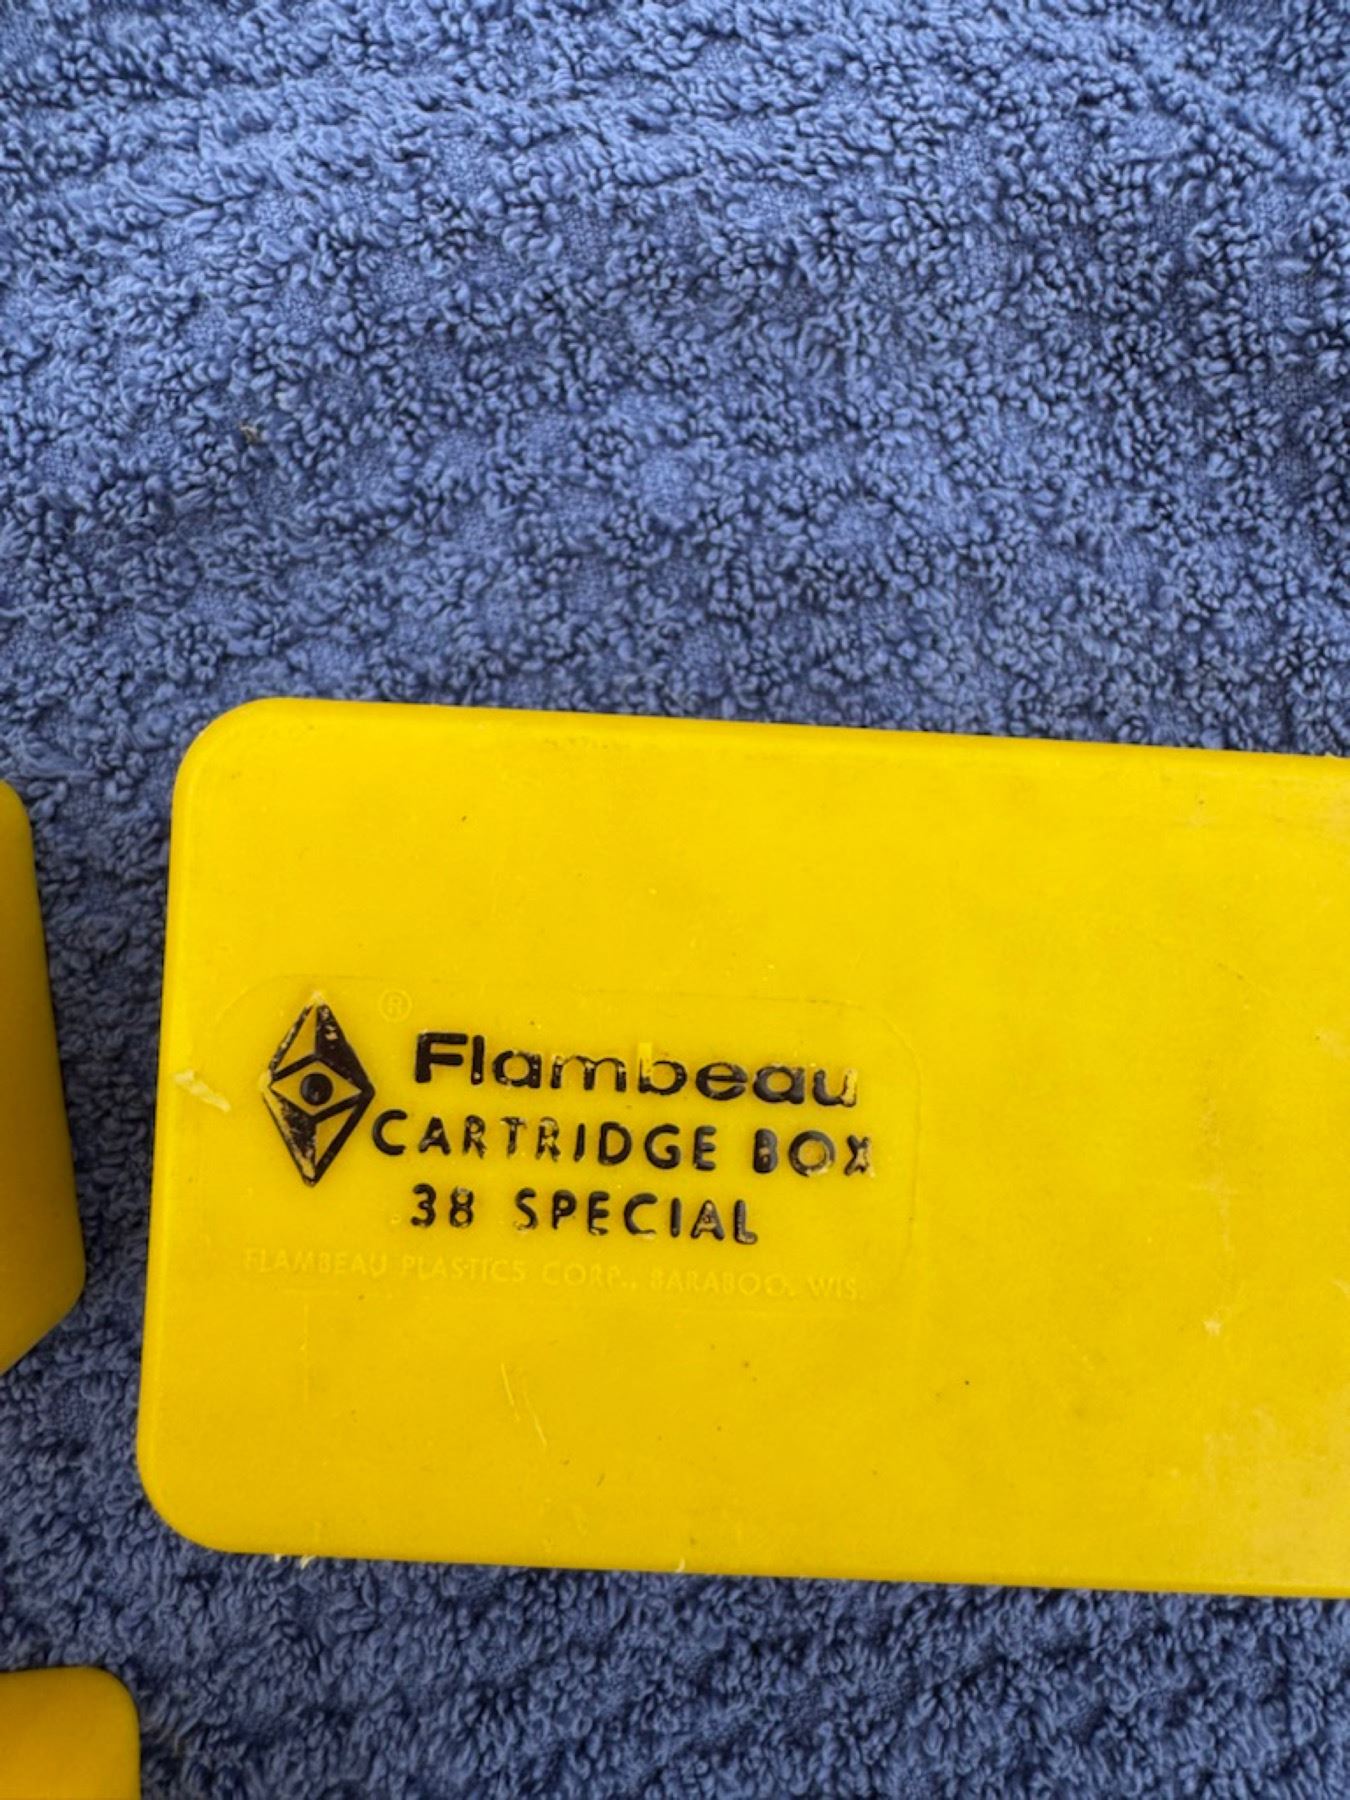 ®
Flambeau
CARTRIDGE BOX
38 SPECIAL
FLAMBEAU PLASTICS CORP., BARABOO, WIS.